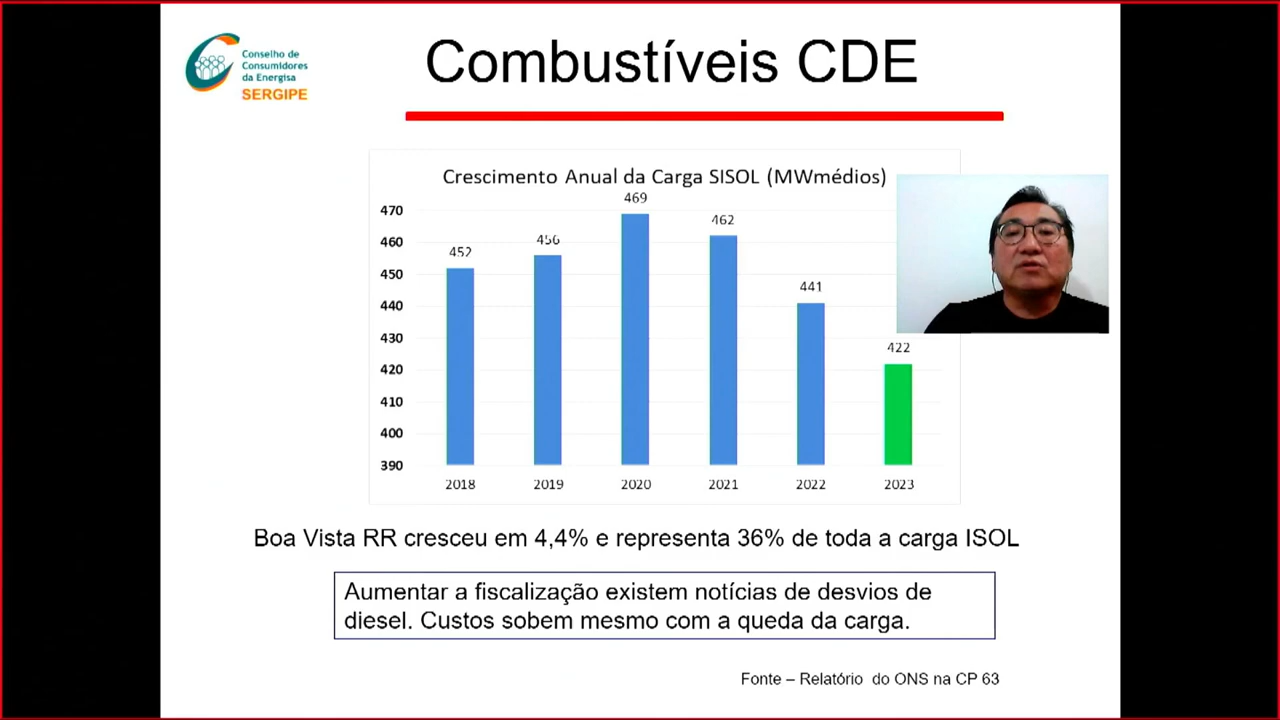 Conselho de
Consumidores
da Energisa
SERGIPE
Combustíveis CDE
Crescimento Anual da Carga SISOL (MWmédios)
470
460
450
440
430
420
410
400
390
452
456
469
462
441
422
2018
2019
2020
2021
2022
2023
Boa Vista RR cresceu em 4,4% e representa 36% de toda a carga ISOL
Aumentar a fiscalização existem notícias de desvios de
diesel. Custos sobem mesmo com a queda da carga.
Fonte – Relatório do ONS na CP 63